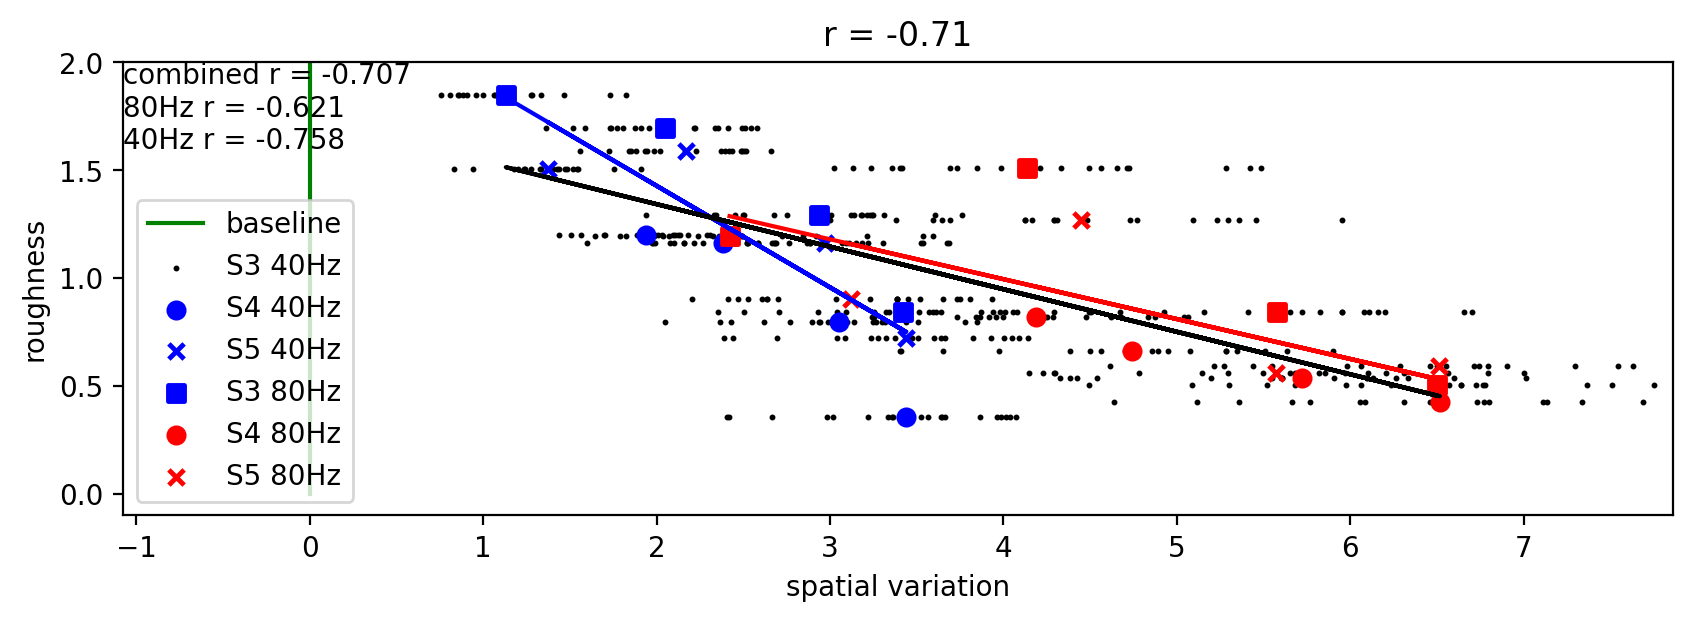 r = -0.71
combined r = -0.707
80Hz r = -0.621
40Hz r = -0.758
2.0
1.5
1.0
0.5
0.0
roughness
baseline
S3 40Hz
S4 40Hz
S5 40Hz
S3 80Hz
S4 80Hz
S5 80Hz
−1 0 1 2 3 4 5 6 7
spatial variation